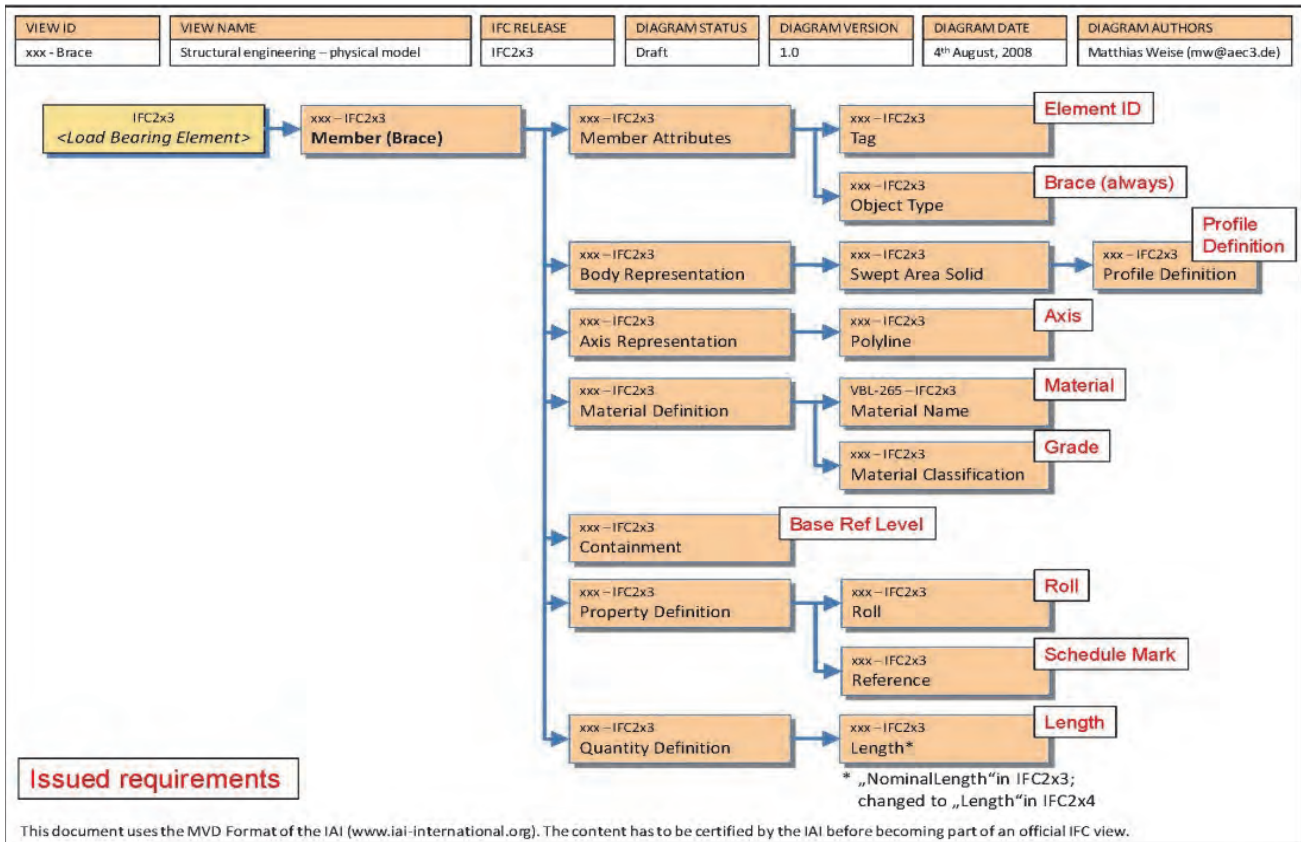 VIEW ID
xxx - Brace
VIEW NAME
Structural engineering – physical model
IFC RELEASE
IFC2x3
DIAGRAM STATUS
Draft
DIAGRAM VERSION
1.0
DIAGRAM DATE
4th August, 2008
DIAGRAM AUTHORS
Matthias Weise (mw@aec3.de)
IFC2x3
<Load Bearing Element>
xxx – IFC2x3
Member (Brace)
xxx – IFC2x3
Member Attributes
xxx – IFC2x3
Tag
Element ID
xxx – IFC2x3
Object Type
Brace (always)
xxx – IFC2x3
Body Representation
xxx – IFC2x3
Swept Area Solid
xxx – IFC2x3
Profile Definition
Profile
Definition
xxx – IFC2x3
Axis Representation
xxx – IFC2x3
Polyline
Axis
xxx – IFC2x3
Material Definition
VBL-265 – IFC2x3
Material Name
Material
xxx – IFC2x3
Material Classification
Grade
xxx – IFC2x3
Containment
Base Ref Level
xxx – IFC2x3
Property Definition
xxx – IFC2x3
Roll
Roll
xxx – IFC2x3
Reference
Schedule Mark
xxx – IFC2x3
Quantity Definition
xxx – IFC2x3
Length*
Length
* „NominalLength“ in IFC2x3;
changed to „Length“ in IFC2x4
Issued requirements
This document uses the MVD Format of the IAI (www.iai-international.org). The content has to be certified by the IAI before becoming part of an official IFC view.